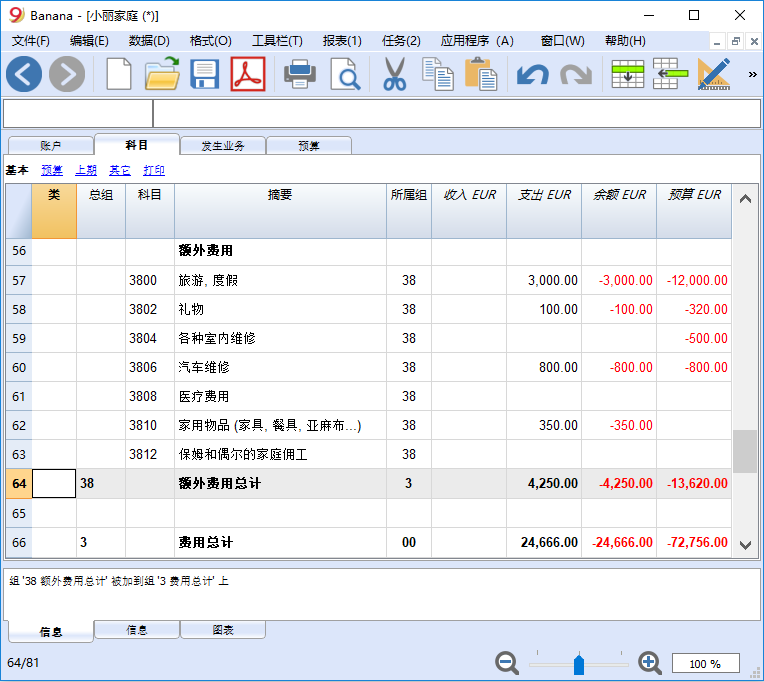 Banana - [小丽家庭 (*)]
文件(F) 编辑(E) 数据(D) 格式(O) 工具栏(T) 报表(1) 任务(2) 应用程序 (A) 窗口(W) 帮助(H)
账户 科目 发生业务 预算
基本 预算 上期 其它 打印
类 总组 科目 摘要 所属组 收入 EUR 支出 EUR 余额 EUR 预算 EUR
56 额外费用
57 3800 旅游, 度假 38 3,000.00 -3,000.00 -12,000.00
58 3802 礼物 38 100.00 -100.00 -320.00
59 3804 各种室内维修 38 -500.00
60 3806 汽车维修 38 800.00 -800.00 -800.00
61 3808 医疗费用 38
62 3810 家用物品 (家具, 餐具, 亚麻布...) 38 350.00 -350.00
63 3812 保姆和偶尔的家庭佣工 38
64 38 额外费用总计 3 4,250.00 -4,250.00 -13,620.00
65
66 3 费用总计 00 24,666.00 -24,666.00 -72,756.00
组 '38 额外费用总计' 被加到组 '3 费用总计' 上
信息 信息 图表
64/81 100 %